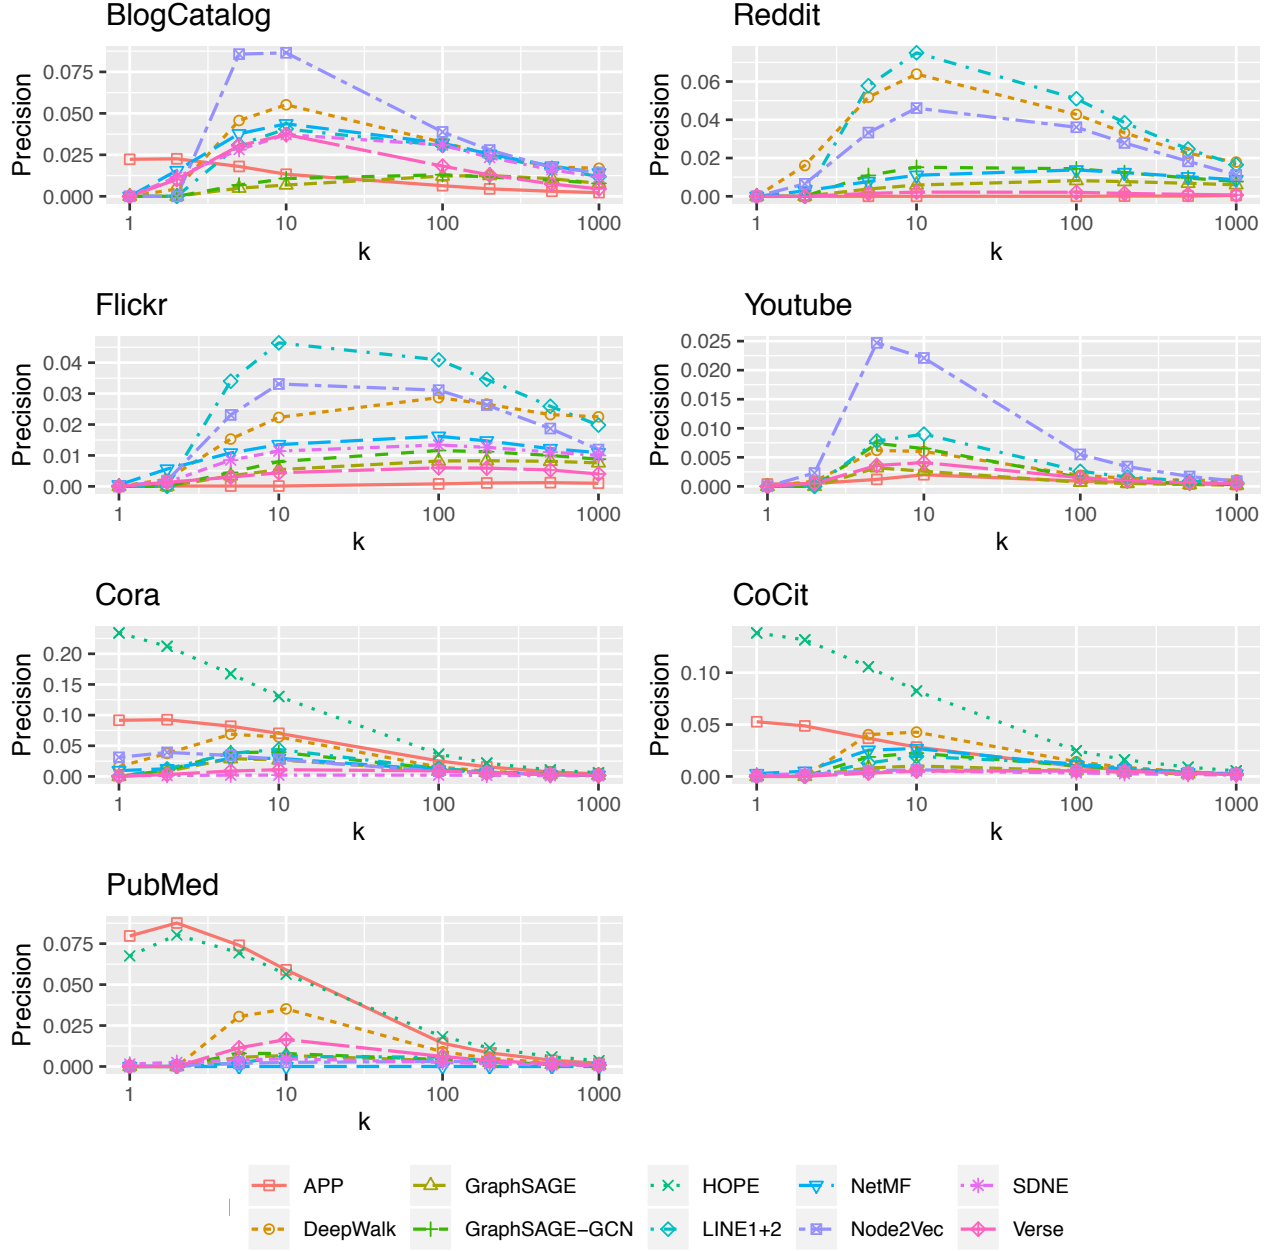 BlogCatalog
Precision
0.075
0.050
0.025
0.000
1 10 100 1000
k
Reddit
Precision
0.06
0.04
0.02
0.00
1 10 100 1000
k
Flickr
Precision
0.04
0.03
0.02
0.01
0.00
1 10 100 1000
k
Youtube
Precision
0.025
0.020
0.015
0.010
0.005
0.000
1 10 100 1000
k
Cora
Precision
0.20
0.15
0.10
0.05
0.00
1 10 100 1000
k
CoCit
Precision
0.10
0.05
0.00
1 10 100 1000
k
PubMed
Precision
0.075
0.050
0.025
0.000
1 10 100 1000
k
APP GraphSAGE HOPE NetMF SDNE
DeepWalk GraphSAGE−GCN LINE1+2 Node2Vec Verse